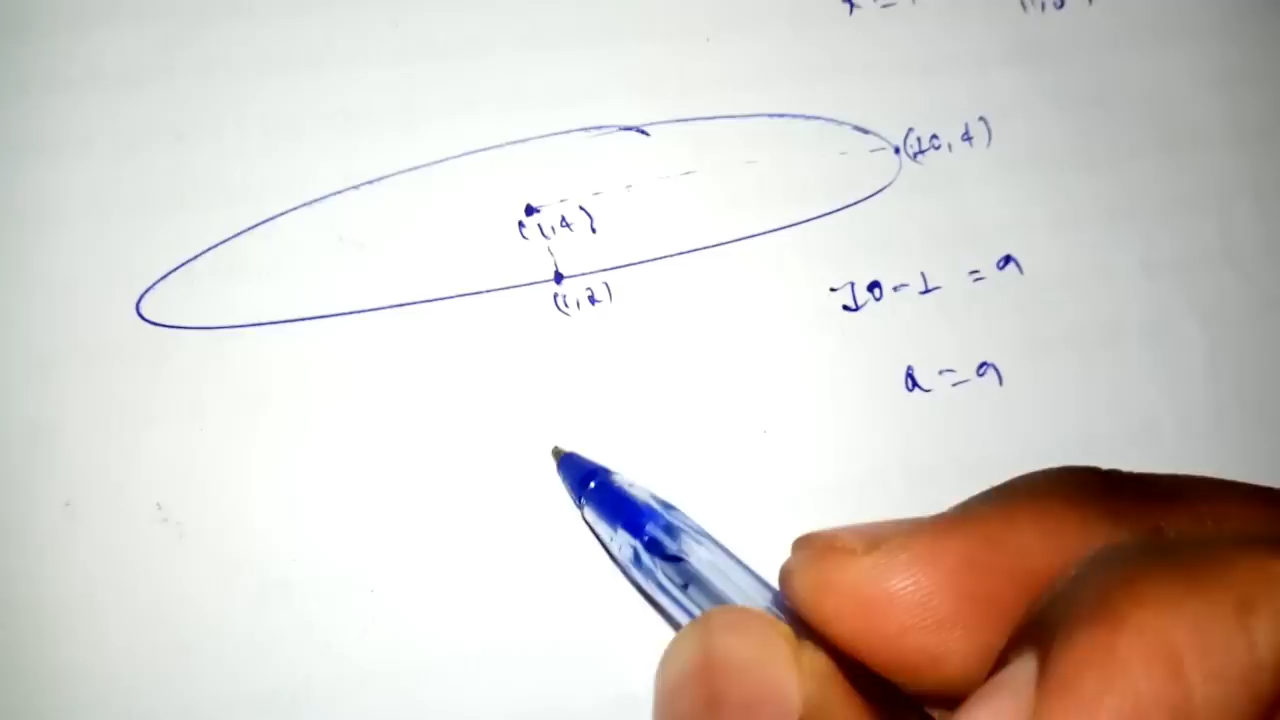 (10,4)
(1,4)
(1,2)
10-1 = 9
a = 9